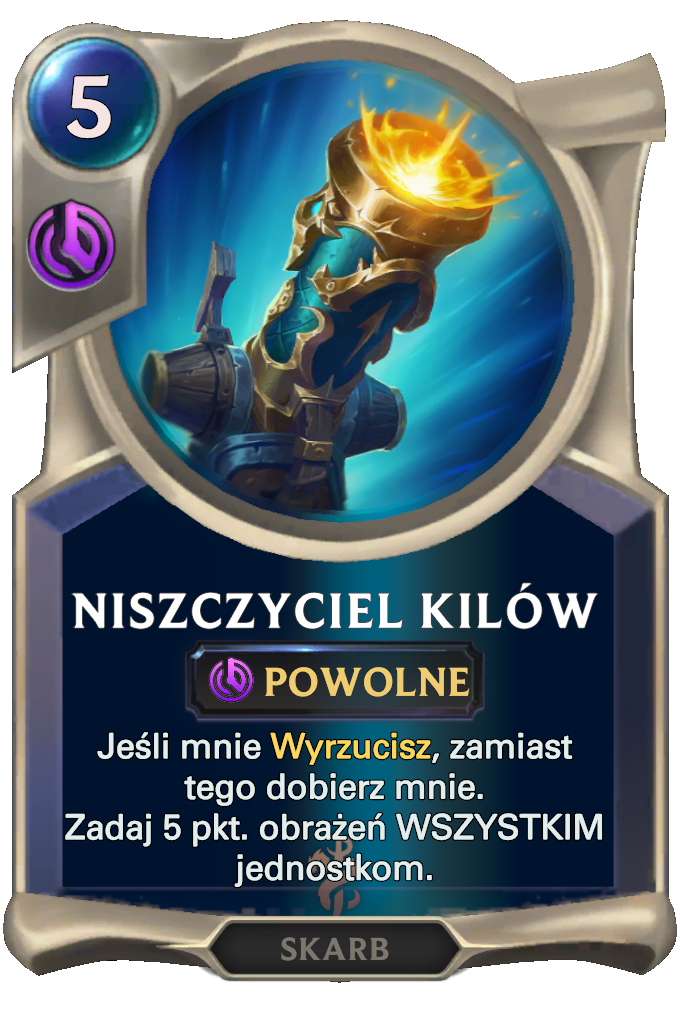 5
NISZCZYCIEL KILÓW
POWOLNE
Jeśli mnie Wyrzucisz, zamiast
tego dobierz mnie.
Zadaj 5 pkt. obrażeń WSZYSTKIM
jednostkom.
SKARB